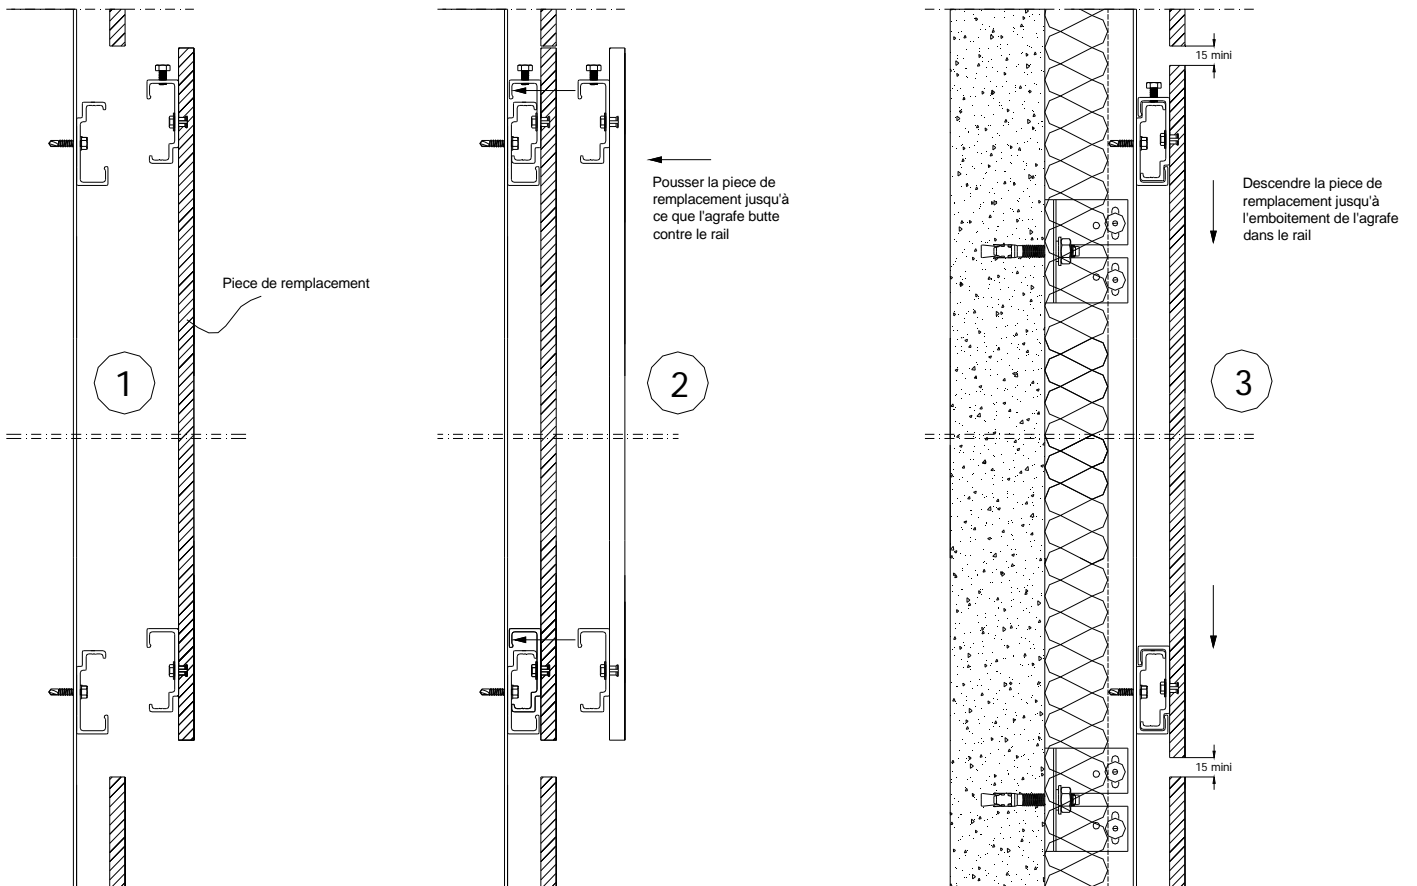 Piece de remplacement
1
Pousser la piece de
remplacement jusqu'à
ce que l'agrafe butte
contre le rail
2
15 mini
Descendre la piece de
remplacement jusqu'à
l'emboitement de l'agrafe
dans le rail
3
15 mini